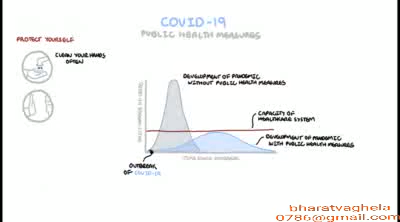 COVID-19
PUBLIC HEALTH MEASURES
PROTECT YOURSELF
CLEAN YOUR HANDS
OFTEN
DEVELOPMENT OF PANDEMIC
WITHOUT PUBLIC HEALTH MEASURES
CAPACITY OF
HEALTHCARE SYSTEM
DEVELOPMENT OF PANDEMIC
WITH PUBLIC HEALTH MEASURES
OUTBREAK
OF COVID-19
bharatvaghela
0786@gmail.com